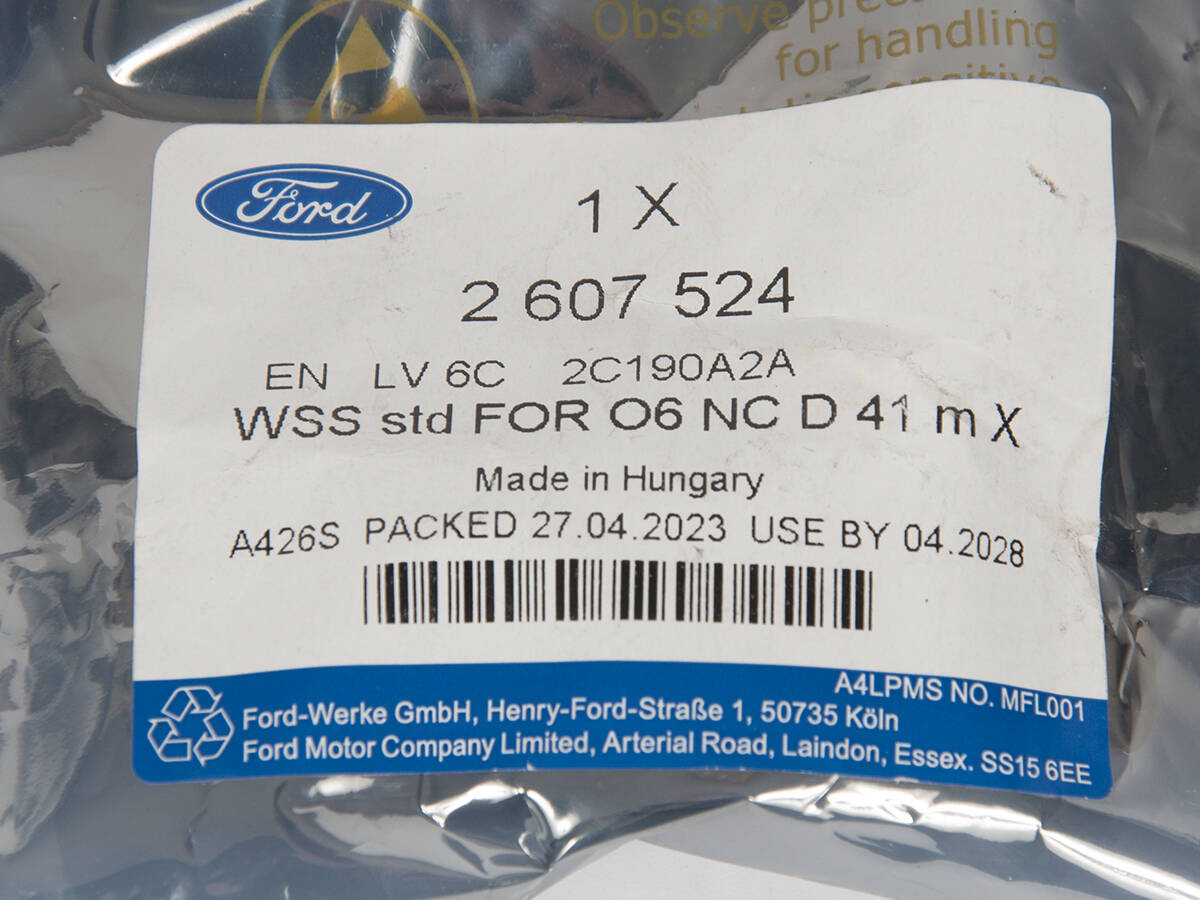 Observe
for handling
Ford
1 X
2 607 524
EN LV 6C 2C190A2A
WSS std FOR O6 NC D 41 m X
Made in Hungary
A426S PACKED 27.04.2023 USE BY 04.2028
A4LPMS NO. MFL001
Ford-Werke GmbH, Henry-Ford-Straße 1, 50735 Köln
Ford Motor Company Limited, Arterial Road, Laindon, Essex. SS15 6EE